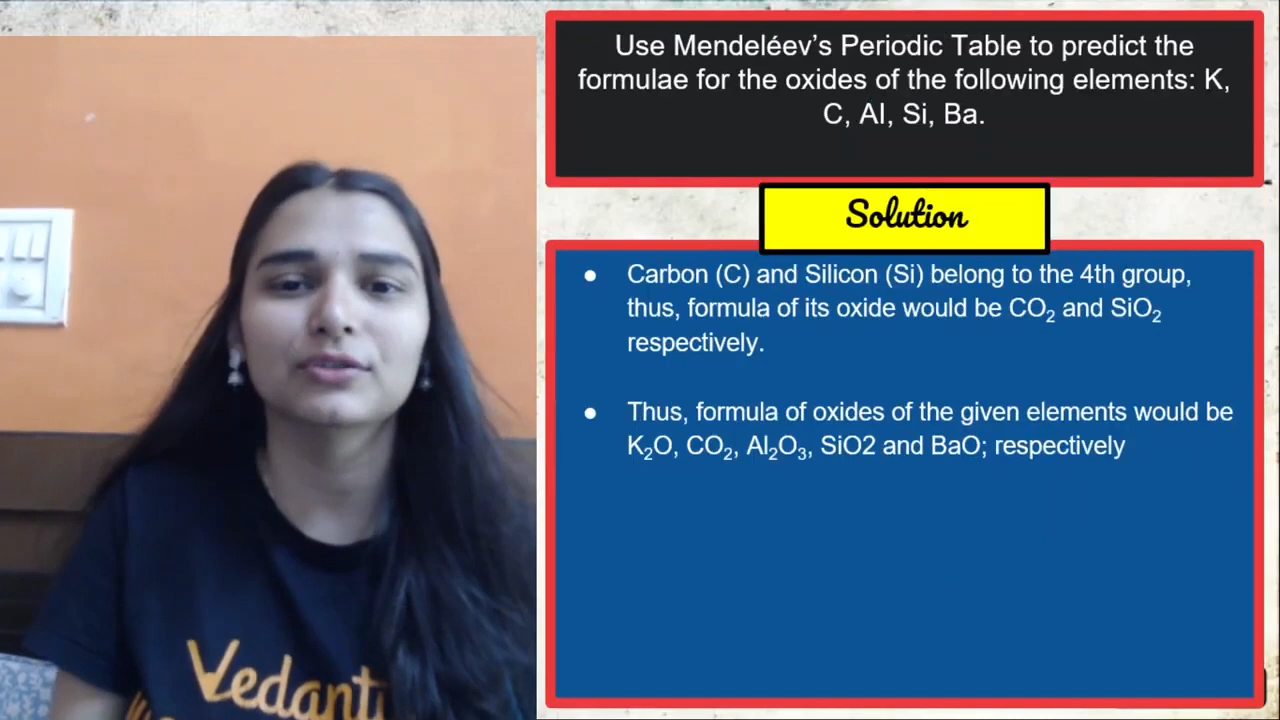 Use Mendeléev's Periodic Table to predict the
formulae for the oxides of the following elements: K,
C, Al, Si, Ba.
Solution
● Carbon (C) and Silicon (Si) belong to the 4th group,
thus, formula of its oxide would be CO₂ and SiO₂
respectively.
● Thus, formula of oxides of the given elements would be
K₂O, CO₂, Al₂O₃, SiO2 and BaO; respectively
Vedant